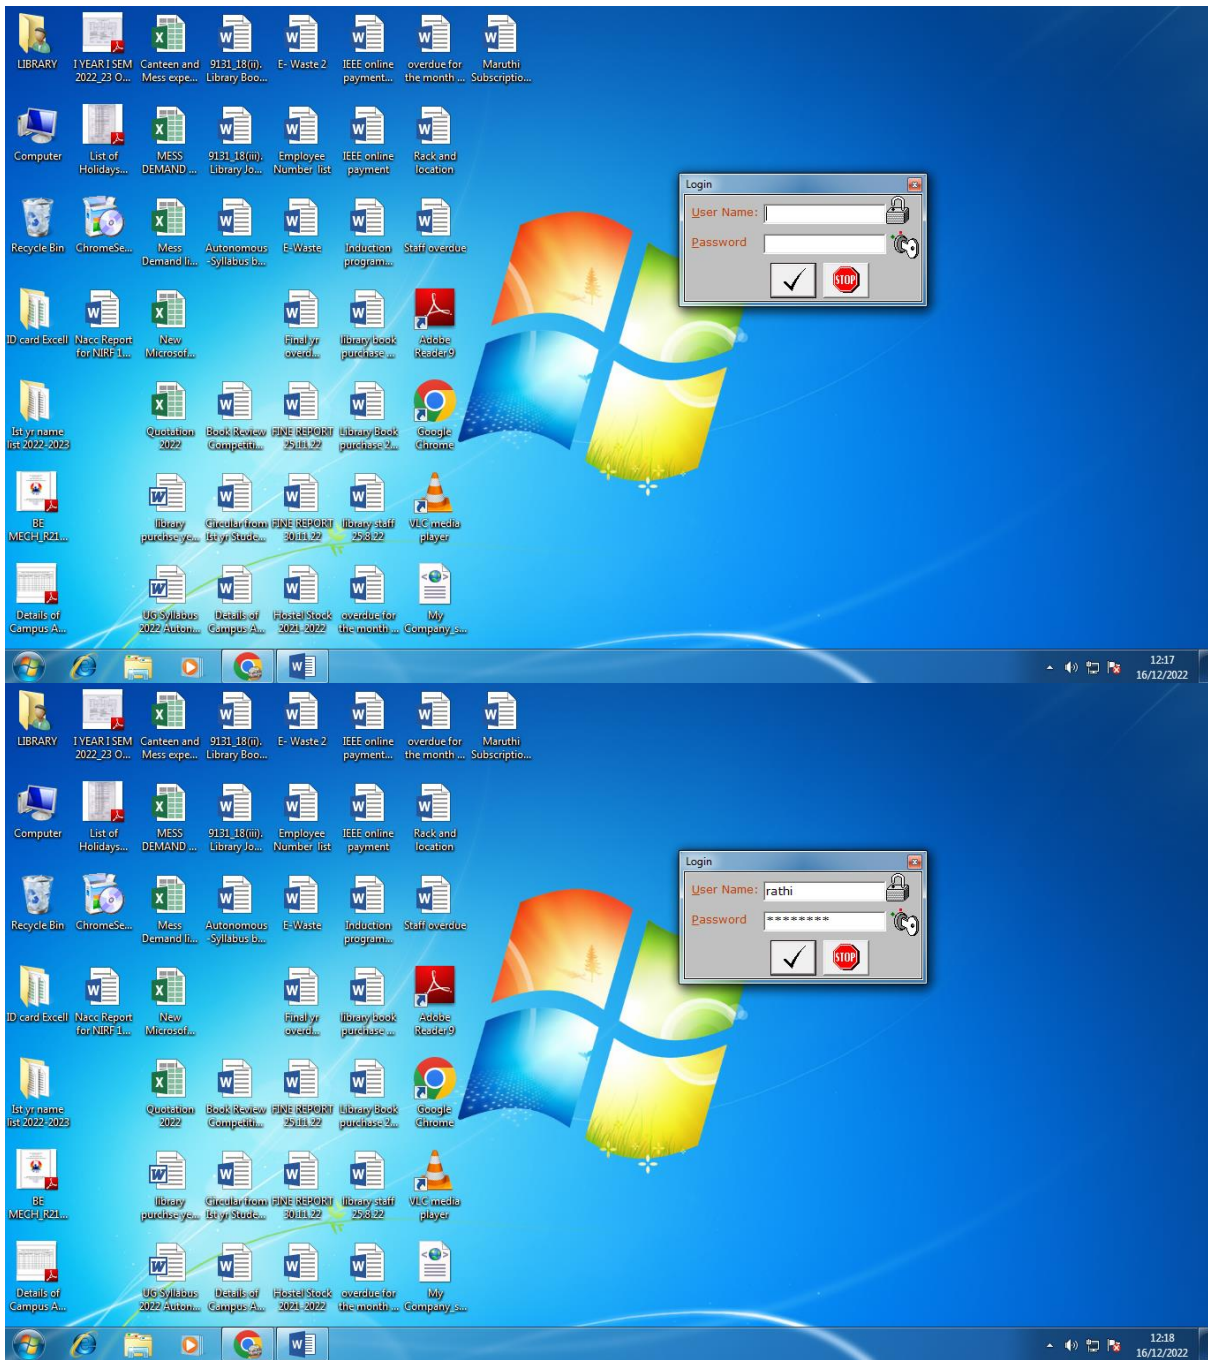 LIBRARY
I YEAR I SEM 2022_23 O...
Canteen and Mess expe...
9131_18(ii). Library Boo...
E- Waste 2
IEEE online payment...
overdue for the month ...
Maruthi Subscriptio...
Computer
List of Holidays...
MESS DEMAND ...
9131_18(iii). Library Jo...
Employee Number list
IEEE online payment
Rack and location
Login
User Name:
Password
STOP
Recycle Bin
ChromeSe...
Mess Demand li...
Autonomous -Syllabus b...
E-Waste
Induction program...
Staff overdue
ID card Excell
Nacc Report for NIRF 1...
New Microsof...
Final yr overd...
library book purchase ...
Adobe Reader 9
Ist yr name list 2022-2023
Quotation 2022
Book Review Competiti...
FINE REPORT 25.11.22
Library Book purchase 2...
Google Chrome
BE MECH_R21...
library purchse ye...
Circular from Ist yr Stude...
FINE REPORT 30.11.22
library staff 25.8.22
VLC media player
Details of Campus A...
UG Syllabus 2022 Auton...
Details of Campus A...
Hostel Stock 2021-2022
overdue for the month ...
My Company_s...
12:17
16/12/2022
LIBRARY
I YEAR I SEM 2022_23 O...
Canteen and Mess expe...
9131_18(ii). Library Boo...
E- Waste 2
IEEE online payment...
overdue for the month ...
Maruthi Subscriptio...
Computer
List of Holidays...
MESS DEMAND ...
9131_18(iii). Library Jo...
Employee Number list
IEEE online payment
Rack and location
Login
User Name: rathi
Password ********
STOP
Recycle Bin
ChromeSe...
Mess Demand li...
Autonomous -Syllabus b...
E-Waste
Induction program...
Staff overdue
ID card Excell
Nacc Report for NIRF 1...
New Microsof...
Final yr overd...
library book purchase ...
Adobe Reader 9
Ist yr name list 2022-2023
Quotation 2022
Book Review Competiti...
FINE REPORT 25.11.22
Library Book purchase 2...
Google Chrome
BE MECH_R21...
library purchse ye...
Circular from Ist yr Stude...
FINE REPORT 30.11.22
library staff 25.8.22
VLC media player
Details of Campus A...
UG Syllabus 2022 Auton...
Details of Campus A...
Hostel Stock 2021-2022
overdue for the month ...
My Company_s...
12:18
16/12/2022